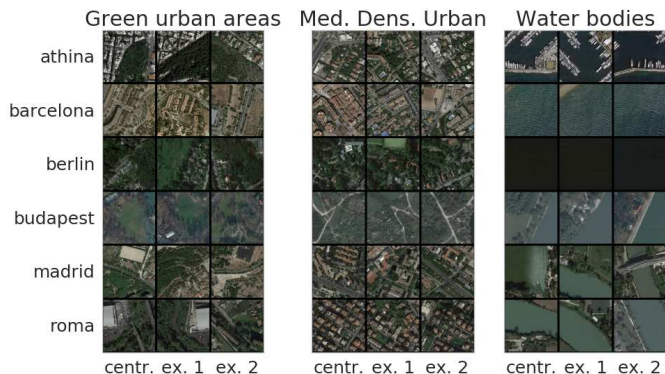 Green urban areas Med. Dens. Urban Water bodies
athina
barcelona
berlin
budapest
madrid
roma
centr. ex. 1 ex. 2 centr. ex. 1 ex. 2 centr. ex. 1 ex. 2